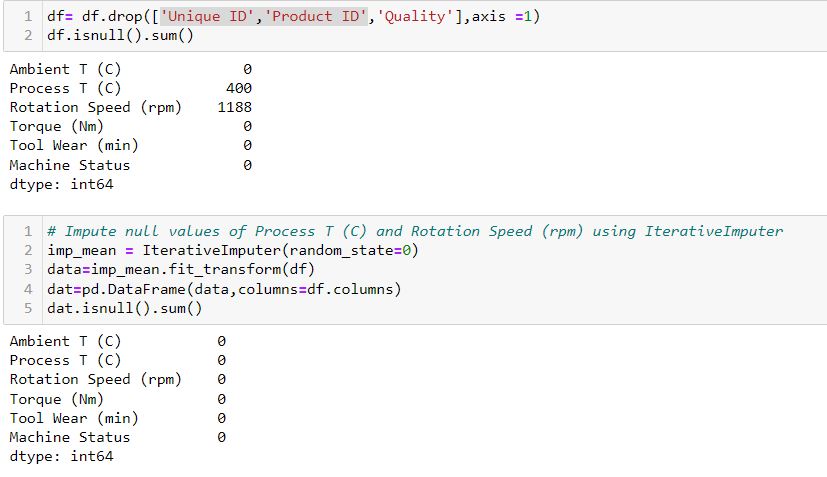 1 df= df.drop(['Unique ID','Product ID','Quality'],axis =1)
2 df.isnull().sum()
Ambient T (C) 0
Process T (C) 400
Rotation Speed (rpm) 1188
Torque (Nm) 0
Tool Wear (min) 0
Machine Status 0
dtype: int64
1 # Impute null values of Process T (C) and Rotation Speed (rpm) using IterativeImputer
2 imp_mean = IterativeImputer(random_state=0)
3 data=imp_mean.fit_transform(df)
4 dat=pd.DataFrame(data,columns=df.columns)
5 dat.isnull().sum()
Ambient T (C) 0
Process T (C) 0
Rotation Speed (rpm) 0
Torque (Nm) 0
Tool Wear (min) 0
Machine Status 0
dtype: int64